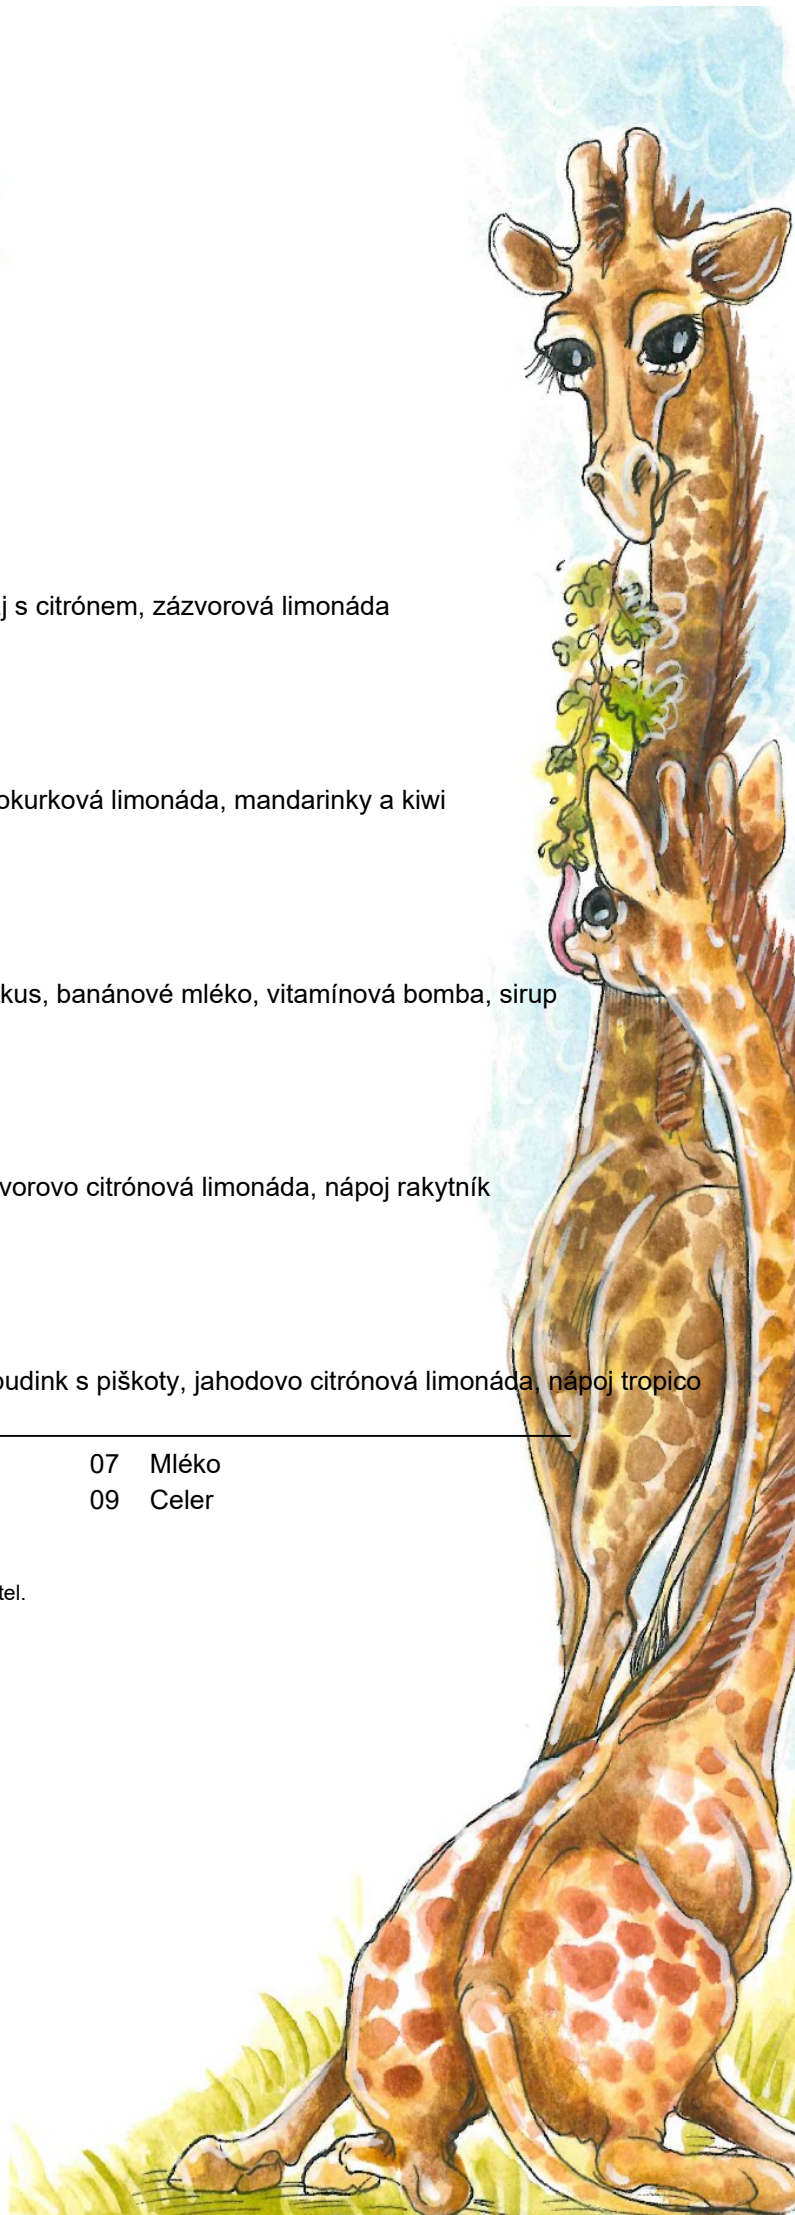 j s citrónem, zázvorová limonáda
okurková limonáda, mandarinky a kiwi
kus, banánové mléko, vitamínová bomba, sirup
vorovo citrónová limonáda, nápoj rakytník
oudink s piškoty, jahodovo citrónová limonáda, nápoj tropico
07 Mléko
09 Celer
tel.